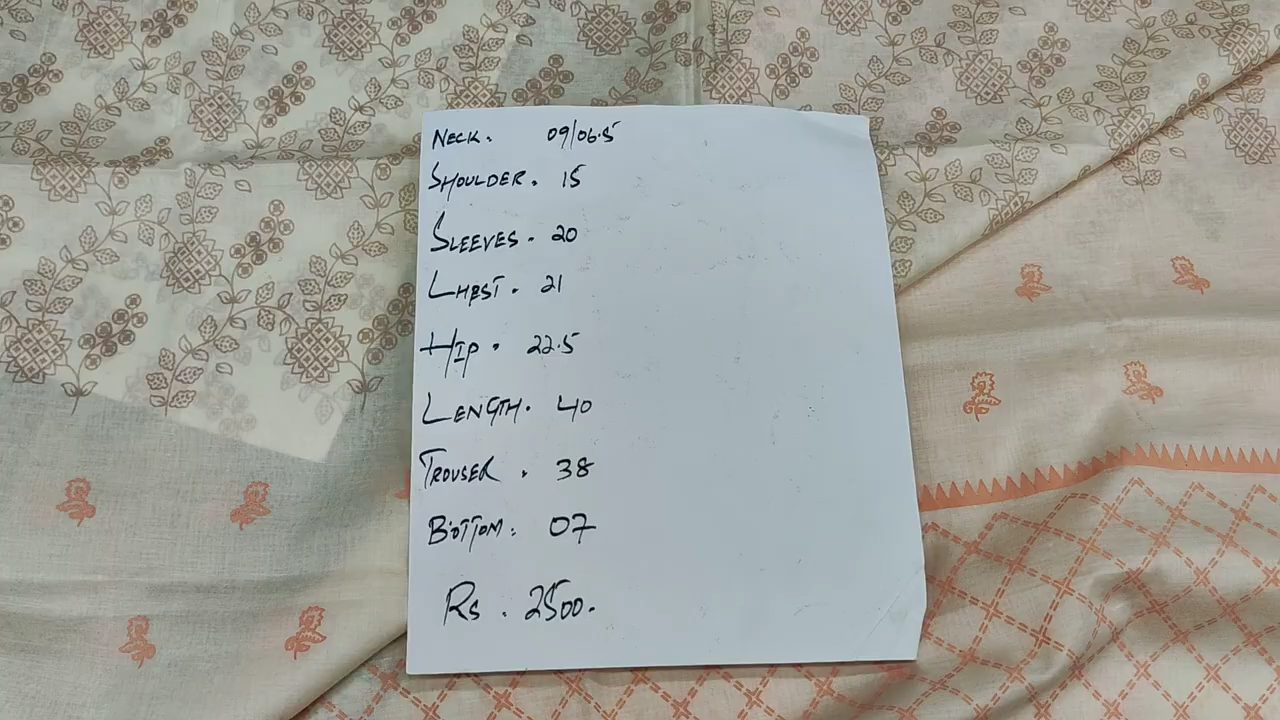 NECK. 09/06.5
SHOULDER. 15
SLEEVES. 20
CHEST. 21
HIP. 22.5
LENGTH. 40
TROUSER. 38
BOTTOM. 07
Rs. 2500.